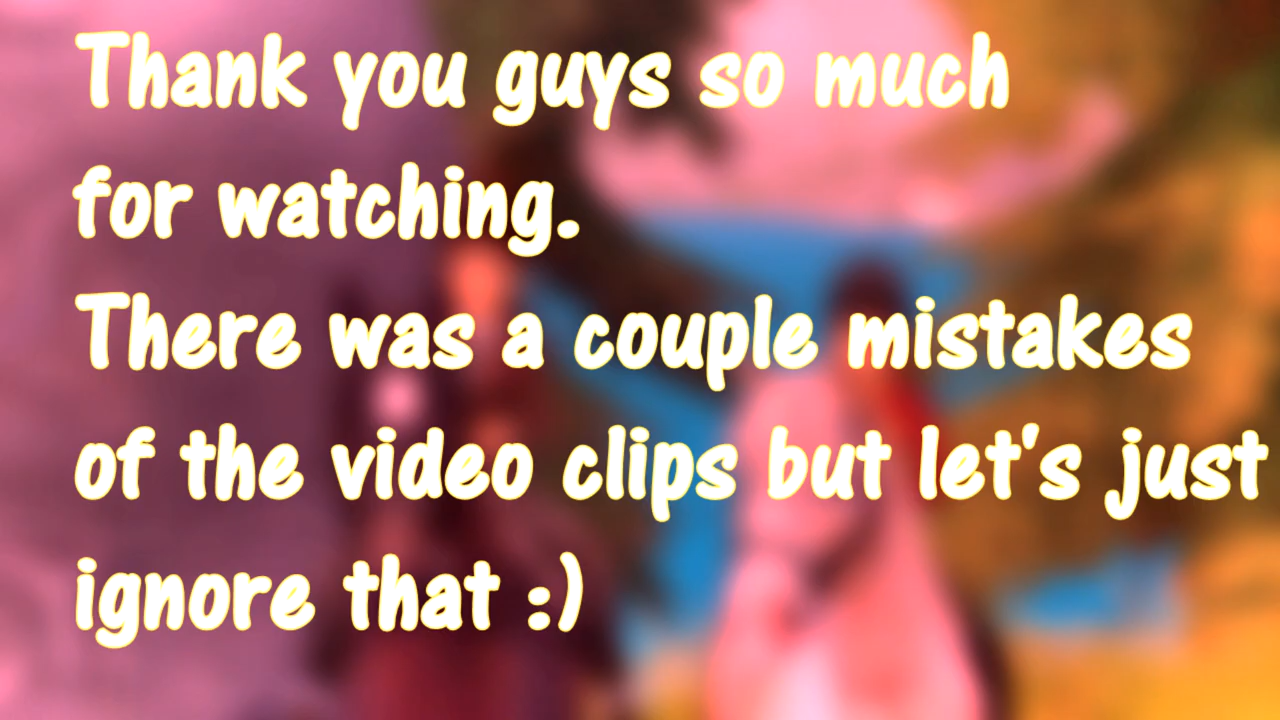 Thank you guys so much
for watching.
There was a couple mistakes
of the video clips but let's just
ignore that :)